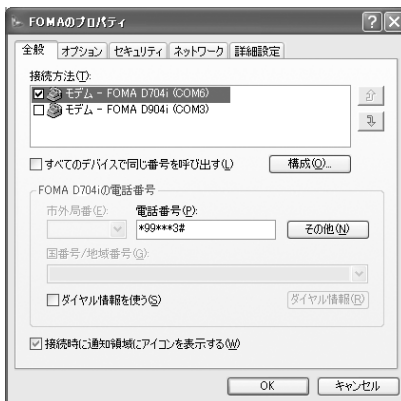 FOMAのプロパティ
全般 オプション セキュリティ ネットワーク 詳細設定
接続方法(T):
モデム - FOMA D704i (COM6)
モデム - FOMA D904i (COM3)
すべてのデバイスで同じ番号を呼び出す(L) 構成(O)...
FOMA D704iの電話番号
市外局番(E): 電話番号(P):
*99***3# その他(N)
国番号/地域番号(G):
ダイヤル情報を使う(S) ダイヤル情報(R)
接続時に通知領域にアイコンを表示する(W)
OK キャンセル